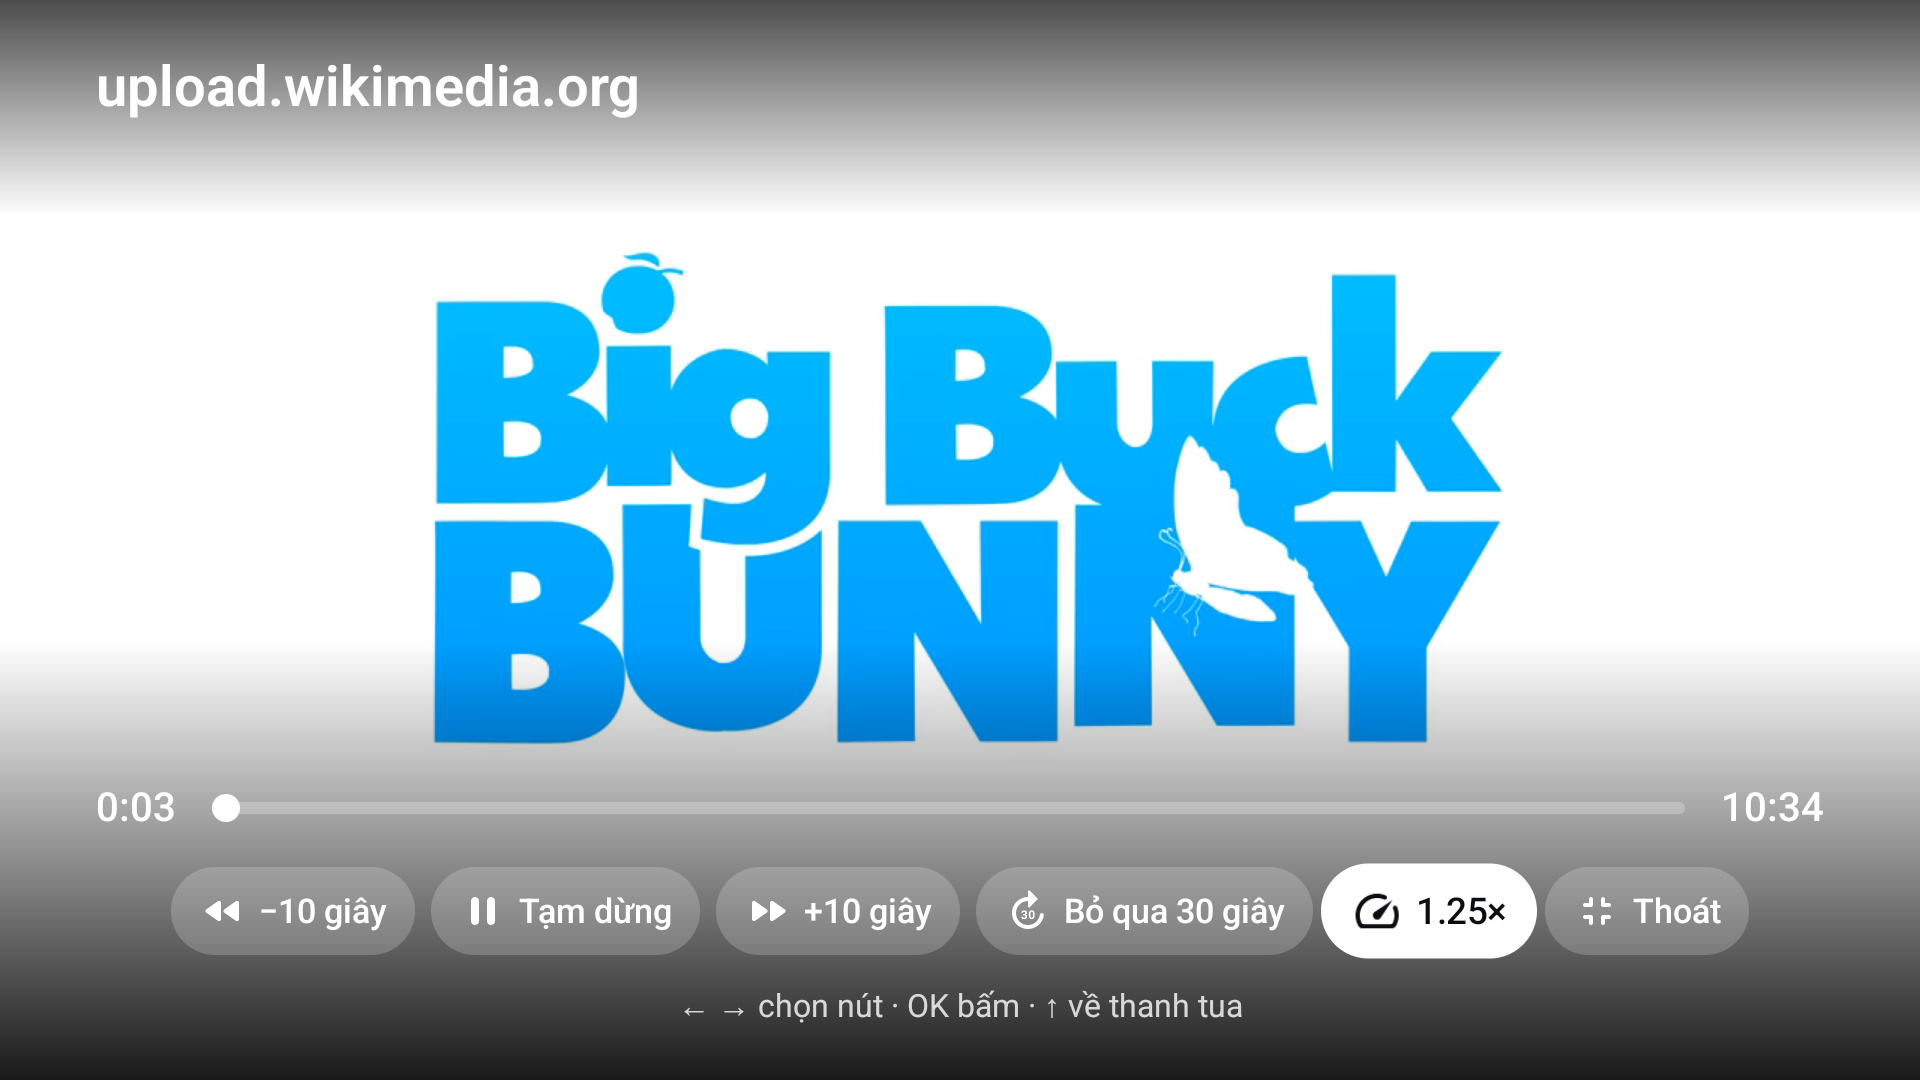 upload.wikimedia.org
Big Buck
BUNNY
0:03 10:34
−10 giây Tạm dừng +10 giây 30 Bỏ qua 30 giây 1.25× Thoát
← → chọn nút · OK bấm · ↑ về thanh tua